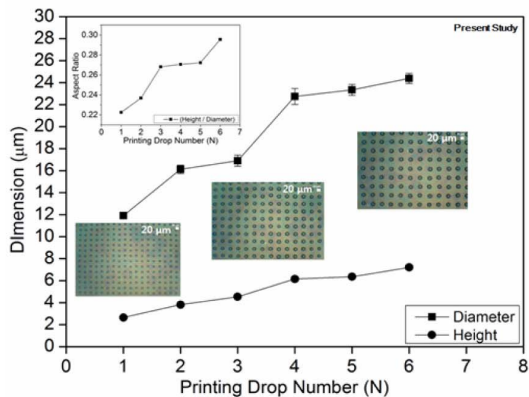 Present Study
30
28
26
24
22
20
18
16
14
12
10
8
6
4
2
0
DImension (μm)
0.30
0.28
0.26
0.24
0.22
Aspect Ratio
(Height / Diameter)
0 1 2 3 4 5 6 7
Printing Drop Number (N)
20 μm
20 μm
20 μm
Diameter
Height
0 1 2 3 4 5 6 7 8
Printing Drop Number (N)